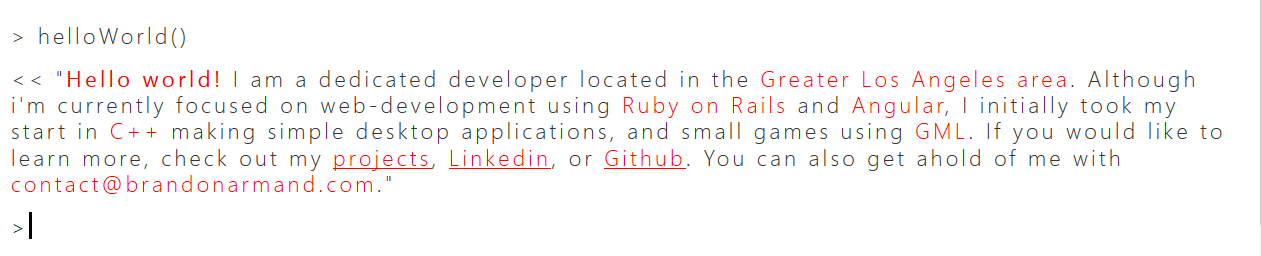 > helloWorld()
<< "Hello world! I am a dedicated developer located in the Greater Los Angeles area. Although
i'm currently focused on web-development using Ruby on Rails and Angular, I initially took my
start in C++ making simple desktop applications, and small games using GML. If you would like to
learn more, check out my projects, Linkedin, or Github. You can also get ahold of me with
contact@brandonarmand.com."
>